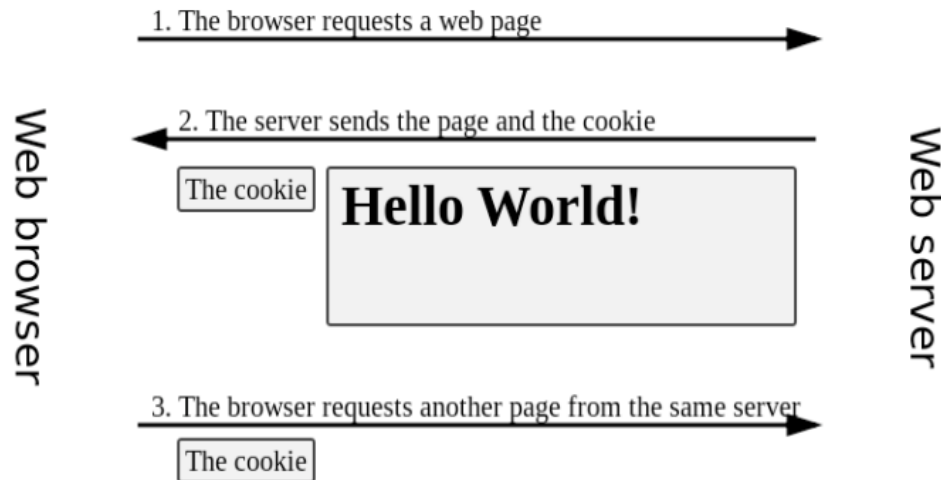 1. The browser requests a web page
2. The server sends the page and the cookie
The cookie
Hello World!
Web browser
Web server
3. The browser requests another page from the same server
The cookie